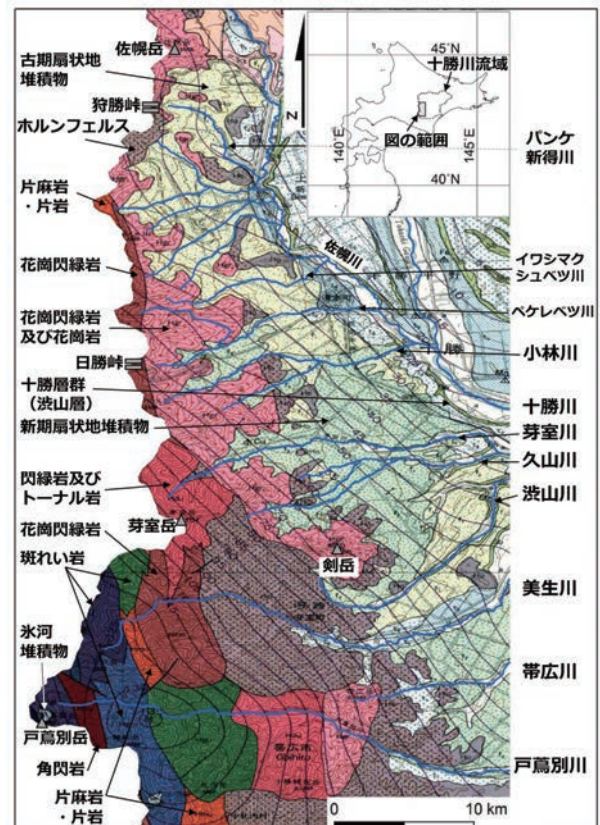 佐幌岳
古期扇状地
堆積物
狩勝峠
ホルンフェルス
片麻岩
・片岩
花崗閃緑岩
花崗閃緑岩
及び花崗岩
日勝峠
十勝層群
(渋山層)
新期扇状地堆積物
閃緑岩及び
トーナル岩
芽室岳
花崗閃緑岩
斑れい岩
氷河
堆積物
戸蔦別岳
角閃岩
片麻岩
・片岩
Z
45°N
十勝川流域
図の範囲
140°E
145°E
40°N
パンケ
新得川
佐幌川
イワシマク
シュベツ川
ペケレベツ川
小林川
十勝川
芽室川
久山川
渋山川
剣岳
美生川
帯広川
戸蔦別川
帯広市
Obihiro
0
10 km